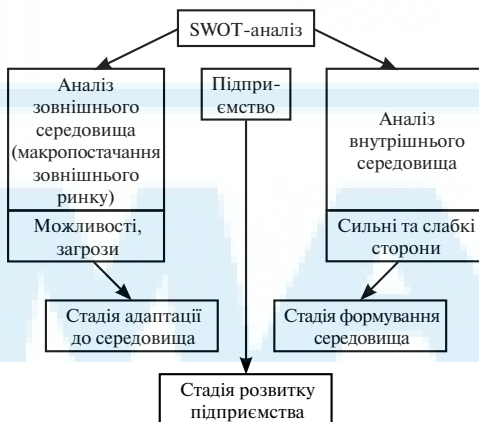 SWOT-аналіз
Аналіз
зовнішнього
середовища
(макропостачання
зовнішнього
ринку)
Можливості,
загрози
Підпри-
ємство
Аналіз
внутрішнього
середовища
Сильні та слабкі
сторони
Стадія адаптації
до середовища
Стадія формування
середовища
Стадія розвитку
підприємства